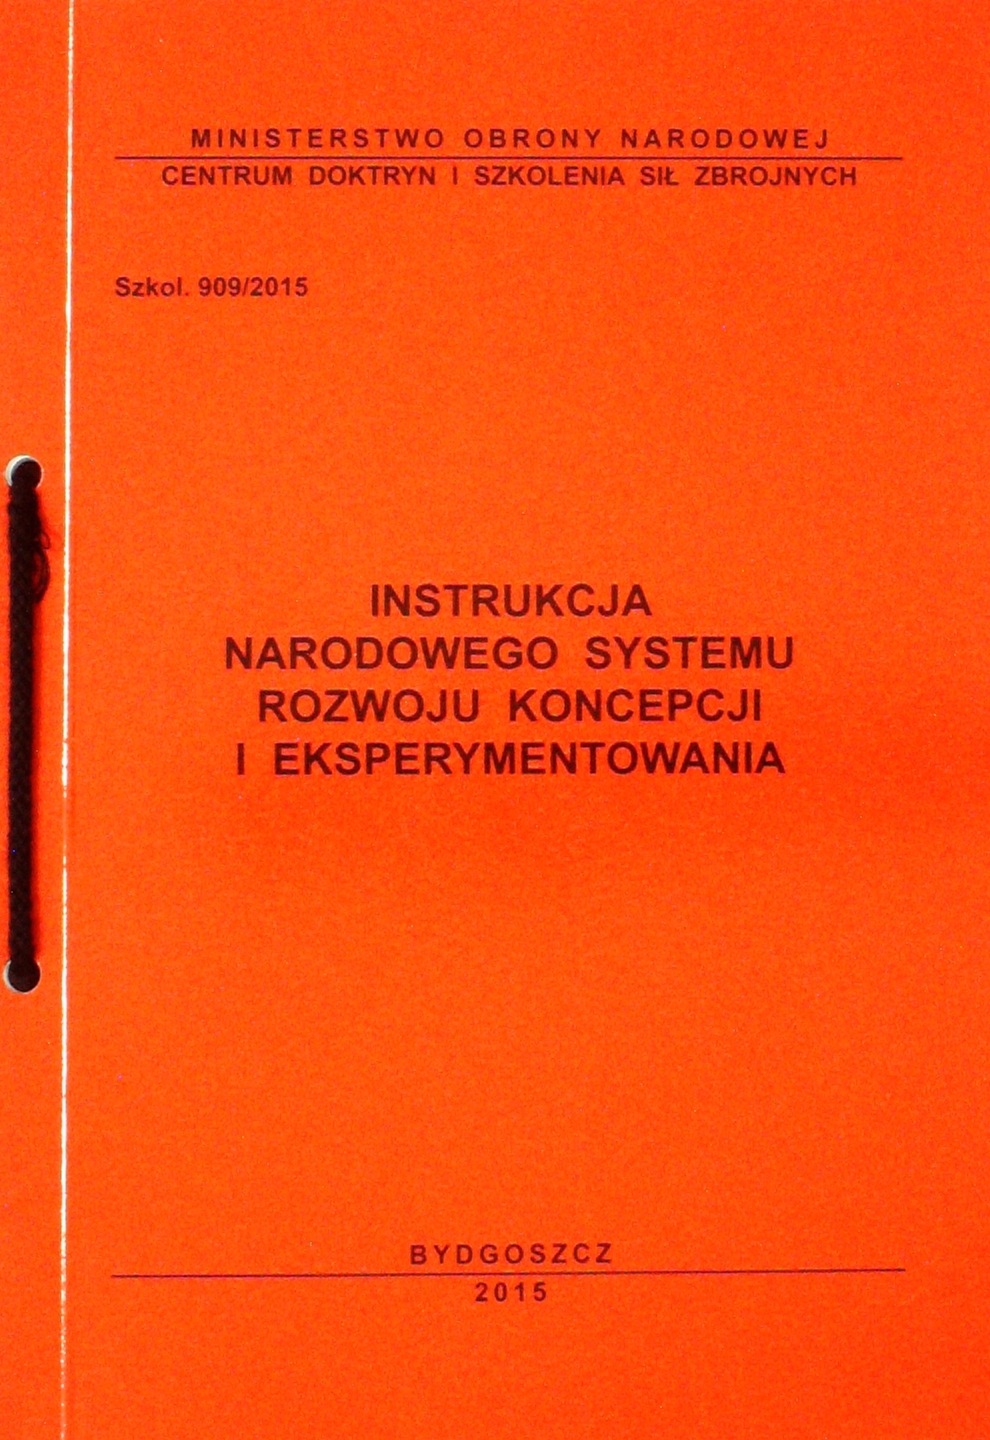 MINISTERSTWO OBRONY NARODOWEJ
CENTRUM DOKTRYN I SZKOLENIA SIŁ ZBROJNYCH
Szkol. 909/2015
INSTRUKCJA
NARODOWEGO SYSTEMU
ROZWOJU KONCEPCJI
I EKSPERYMENTOWANIA
BYDGOSZCZ
2015